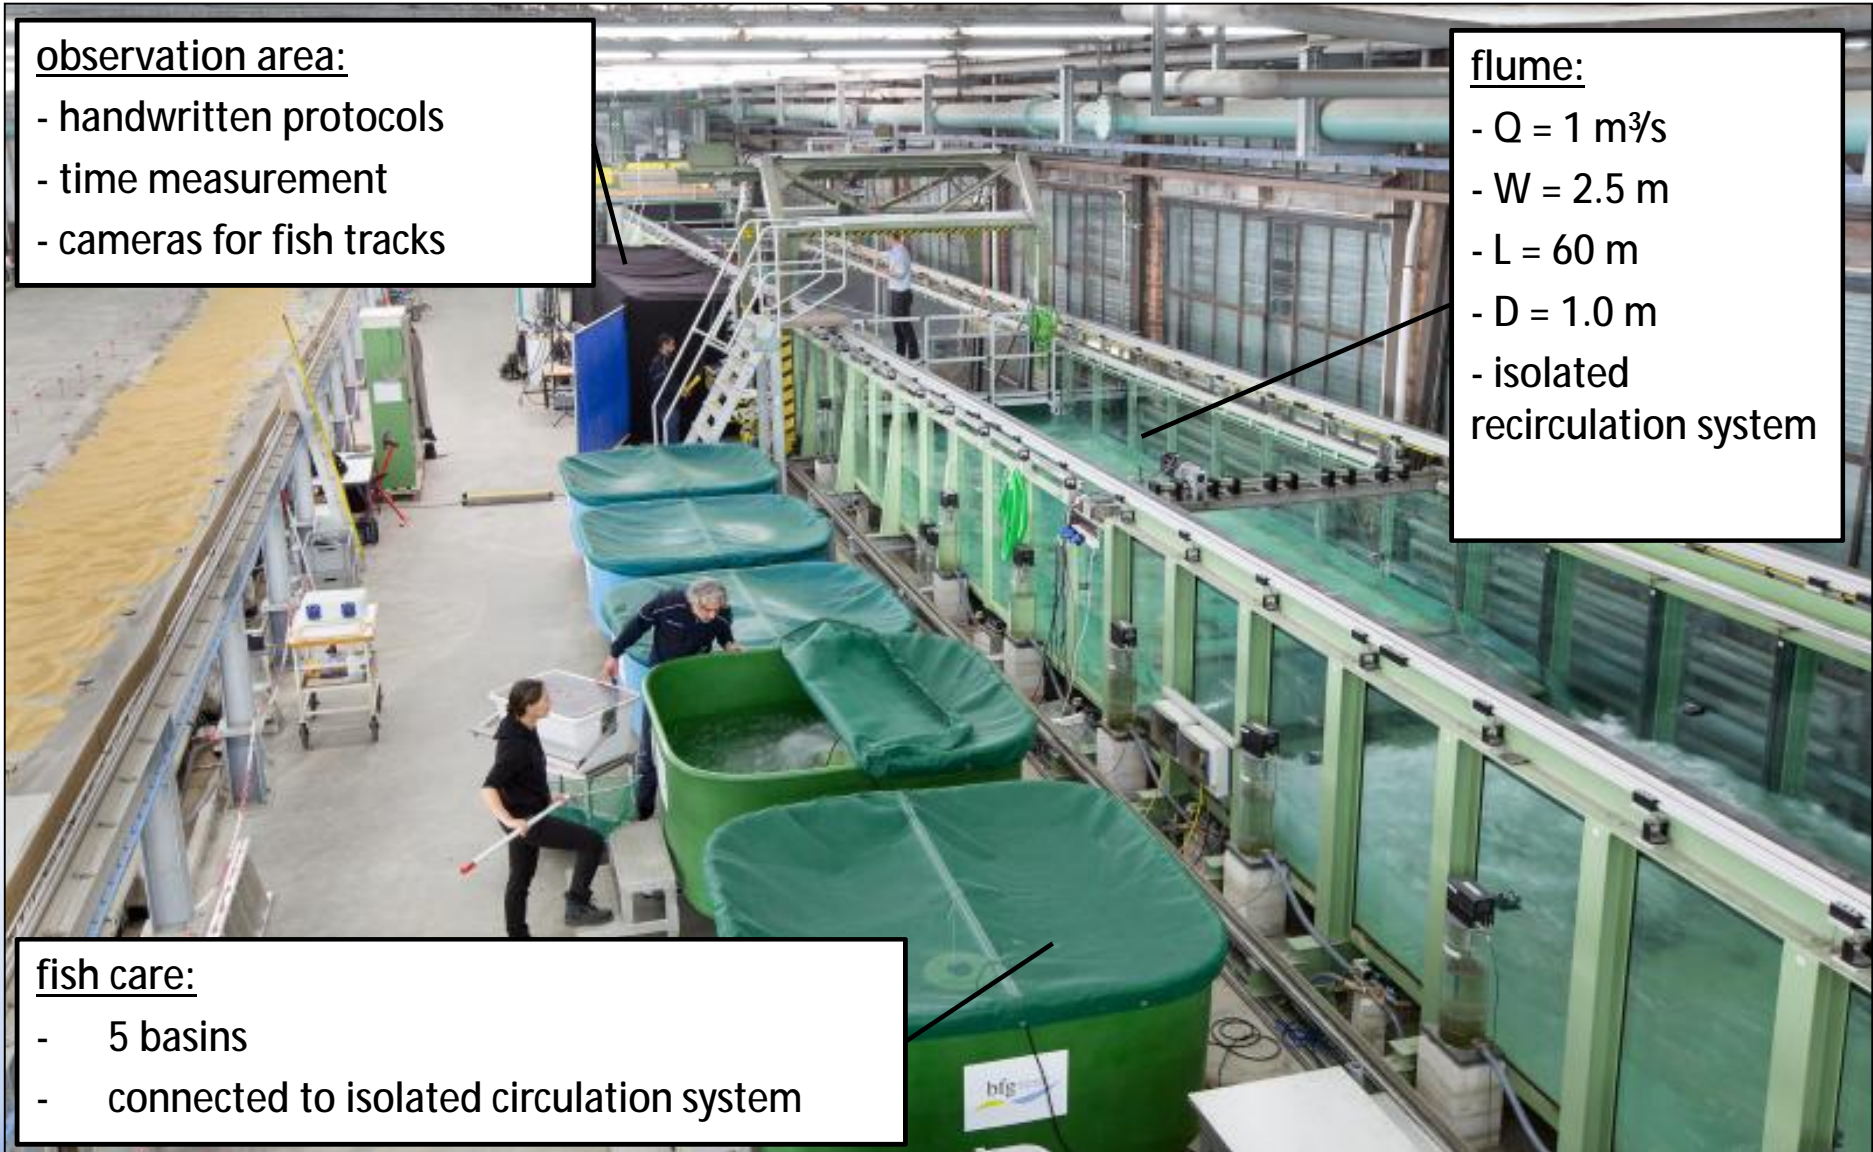 observation area:
- handwritten protocols
- time measurement
- cameras for fish tracks
flume:
- Q = 1 m³/s
- W = 2.5 m
- L = 60 m
- D = 1.0 m
- isolated
recirculation system
fish care:
- 5 basins
- connected to isolated circulation system
bfg